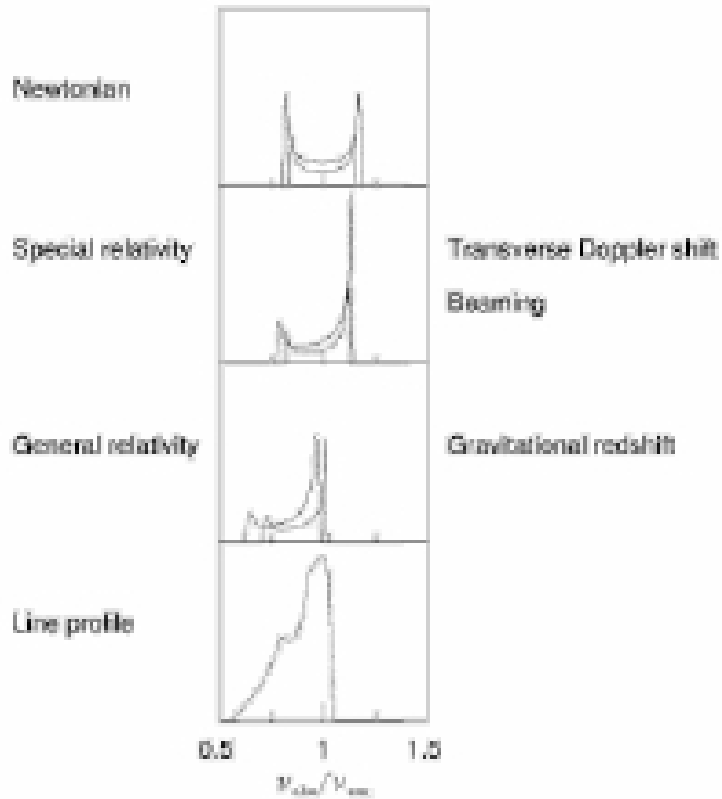 Newtonian
Special relativity
Transverse Doppler shift
Beaming
General relativity
Gravitational redshift
Line profile
0.5 1 1.5